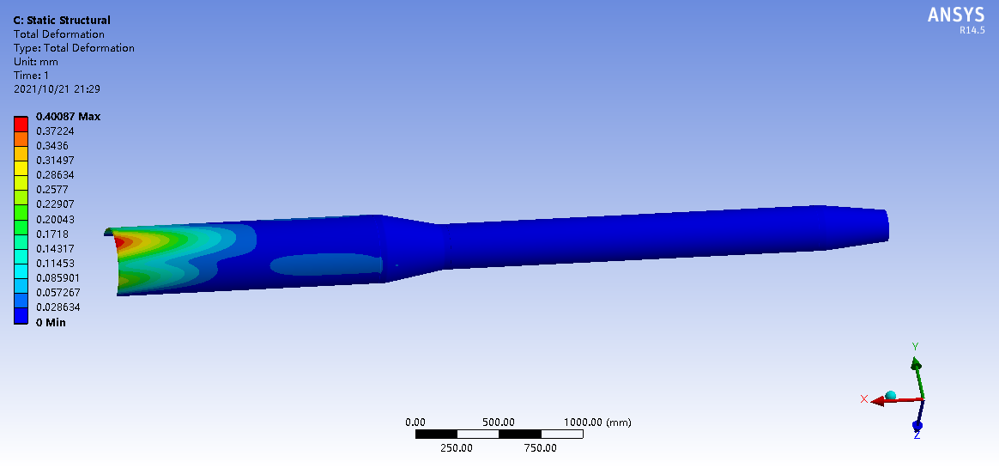 C: Static Structural
Total Deformation
Type: Total Deformation
Unit: mm
Time: 1
2021/10/21 21:29
ANSYS
R14.5
0.40087 Max
0.37224
0.3436
0.31497
0.28634
0.2577
0.22907
0.20043
0.1718
0.14317
0.11453
0.085901
0.057267
0.028634
0 Min
Y
X
Z
0.00 500.00 1000.00 (mm)
250.00 750.00